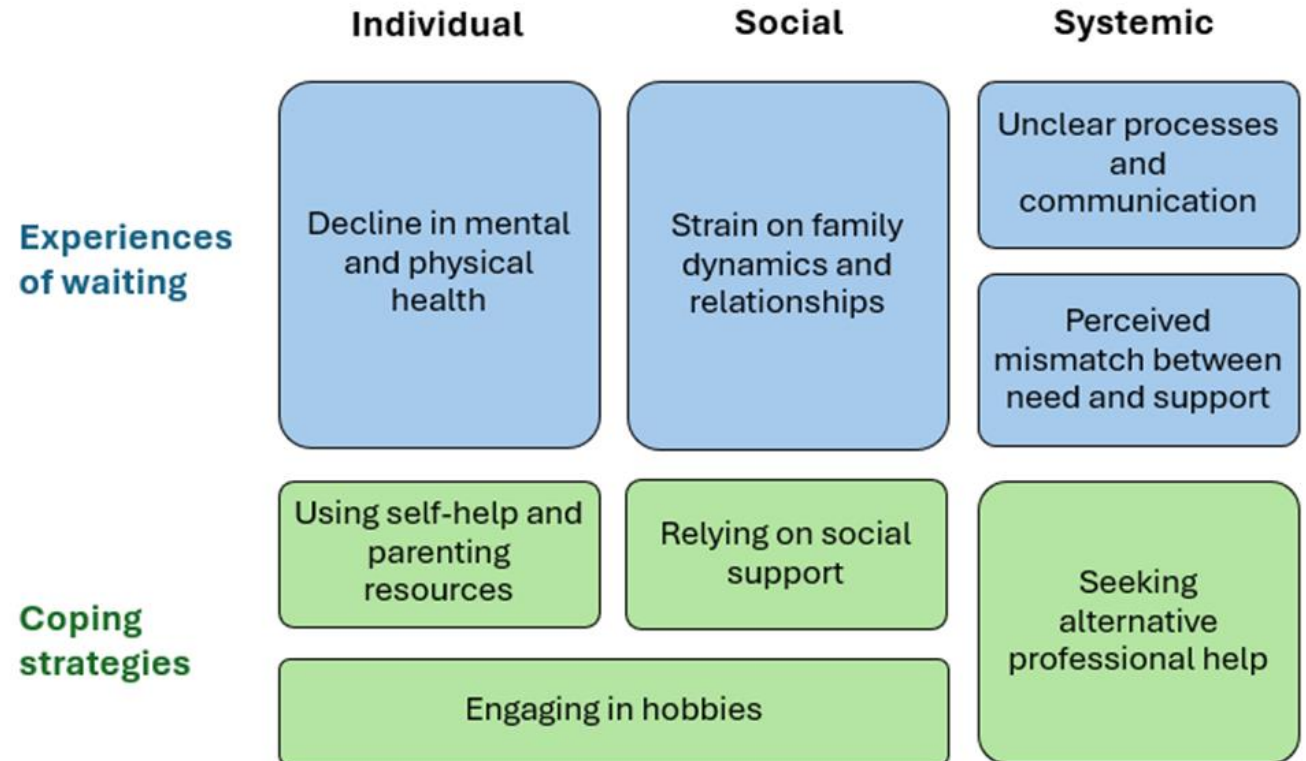 Individual
Social
Systemic
Experiences
of waiting
Decline in mental
and physical
health
Strain on family
dynamics and
relationships
Unclear processes
and
communication
Perceived
mismatch between
need and support
Coping
strategies
Using self-help and
parenting
resources
Relying on social
support
Seeking
alternative
professional help
Engaging in hobbies